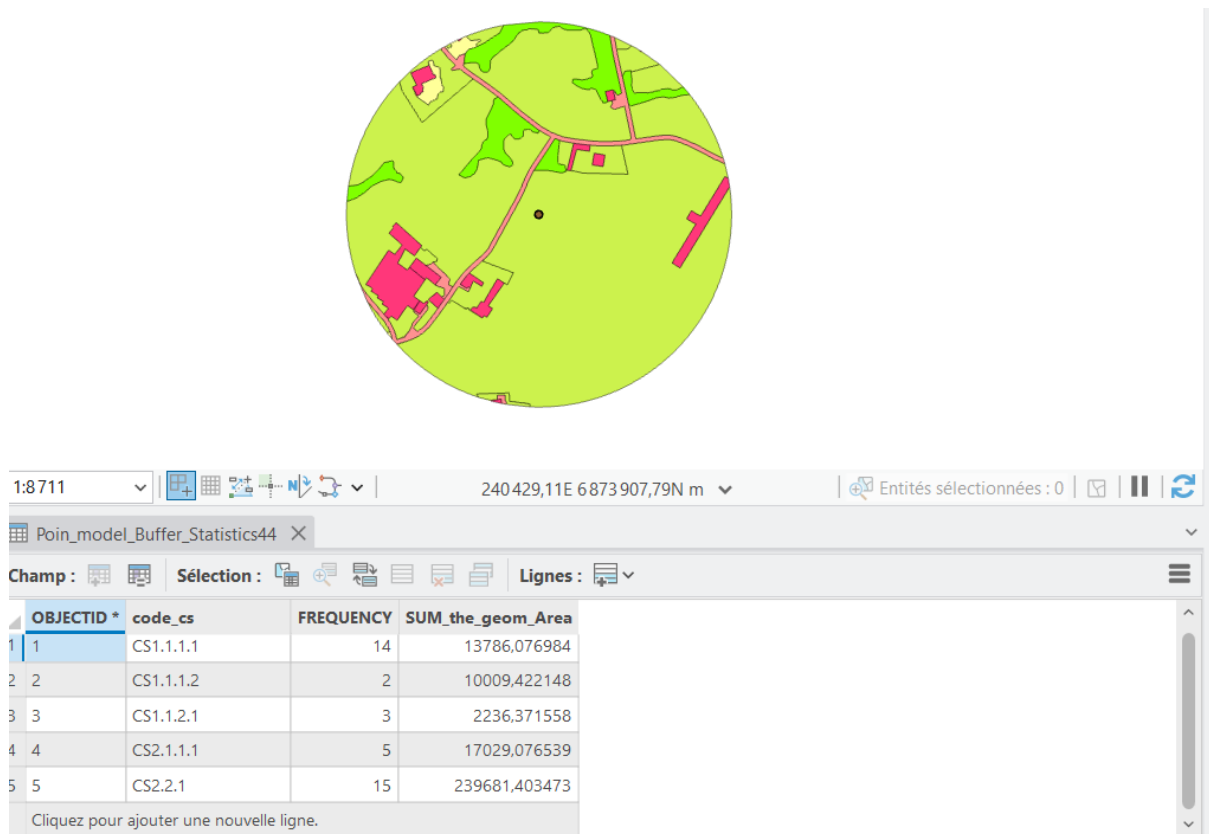 1:8 711
240 429,11E 6 873 907,79N m
Entités sélectionnées : 0
Poin_model_Buffer_Statistics44
Champ :
Sélection :
Lignes :
OBJECTID * code_cs FREQUENCY SUM_the_geom_Area
1 1 CS1.1.1.1 14 13786,076984
2 2 CS1.1.1.2 2 10009,422148
3 3 CS1.1.2.1 3 2236,371558
4 4 CS2.1.1.1 5 17029,076539
5 5 CS2.2.1 15 239681,403473
Cliquez pour ajouter une nouvelle ligne.